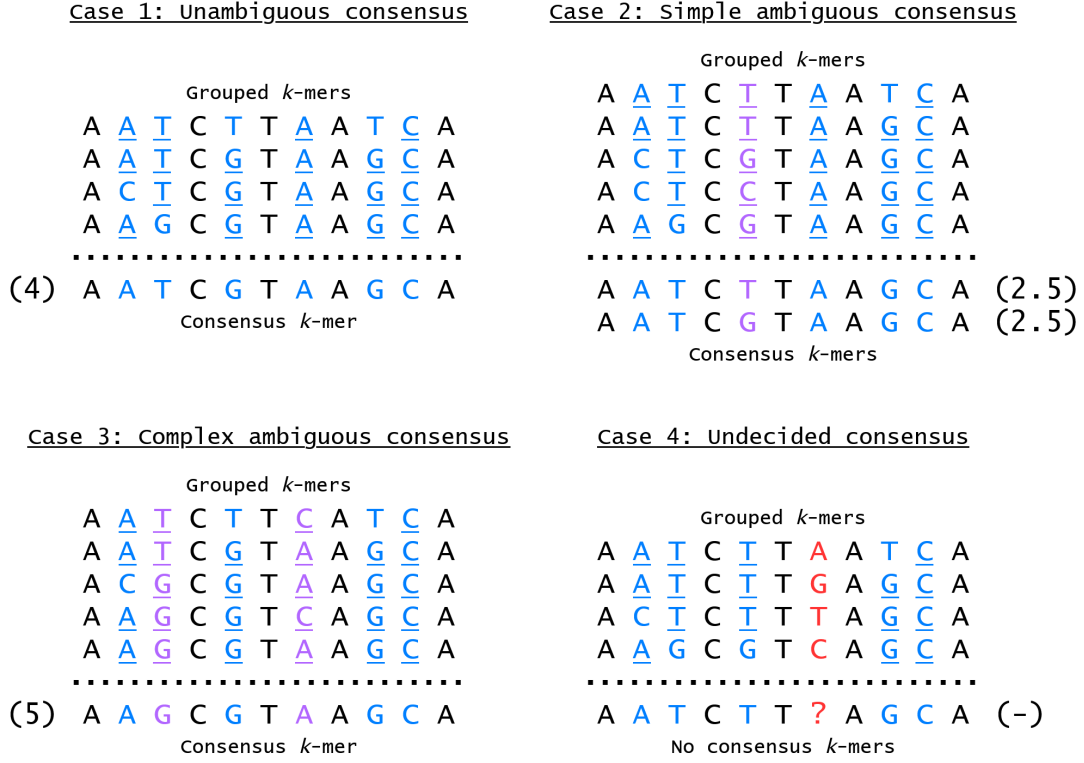 Case 1: Unambiguous consensus
Grouped k-mers
A A T C T T A A T C A
A A T C G T A A G C A
A C T C G T A A G C A
A A G C G T A A G C A
(4) A A T C G T A A G C A
Consensus k-mer
Case 2: Simple ambiguous consensus
Grouped k-mers
A A T C T T A A T C A
A A T C T T A A G C A
A C T C G T A A G C A
A C T C C T A A G C A
A A G C G T A A G C A
A A T C T T A A G C A (2.5)
A A T C G T A A G C A (2.5)
Consensus k-mers
Case 3: Complex ambiguous consensus
Grouped k-mers
A A T C T T C A T C A
A A T C G T A A G C A
A C G C G T A A G C A
A A G C G T C A G C A
A A G C G T A A G C A
(5) A A G C G T A A G C A
Consensus k-mer
Case 4: Undecided consensus
Grouped k-mers
A A T C T T A A T C A
A A T C T T G A G C A
A C T C T T T A G C A
A A G C G T C A G C A
A A T C T T ? A G C A (-)
No consensus k-mers